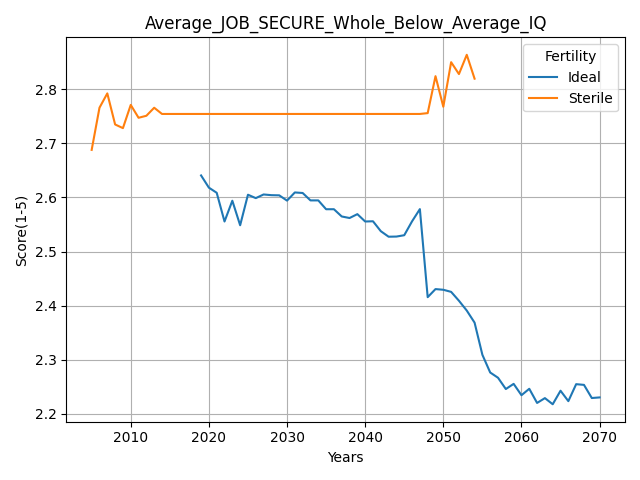 Average_JOB_SECURE_Whole_Below_Average_IQ
Fertility
Ideal
Sterile
Score(1-5)
2.8
2.7
2.6
2.5
2.4
2.3
2.2
2010 2020 2030 2040 2050 2060 2070
Years